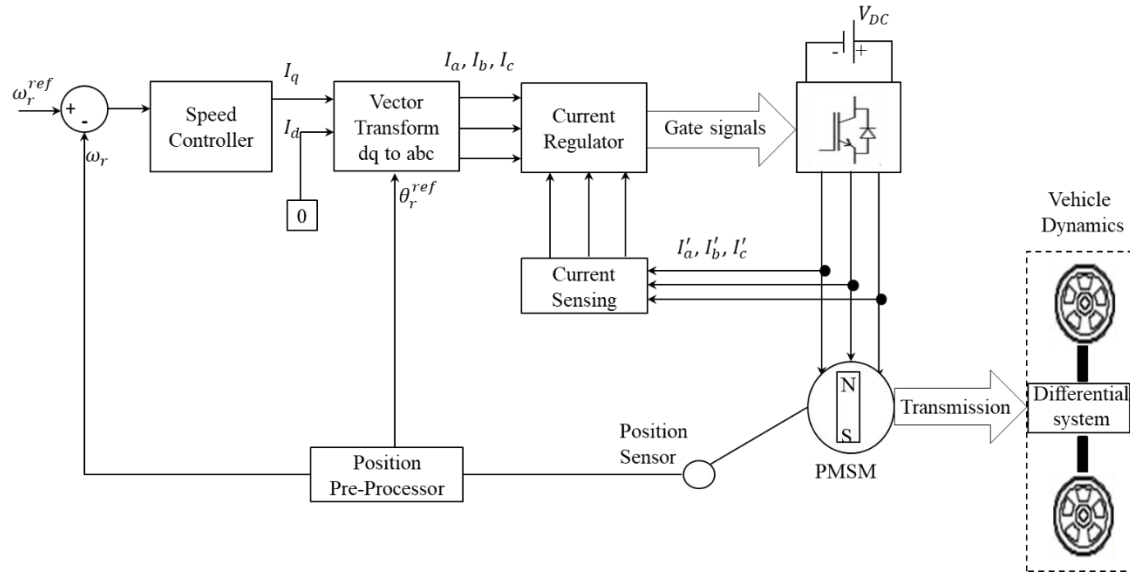 V_{DC}
- +
I_a, I_b, I_c
I_q
ω_r^{ref}
+
-
Speed
Controller
Vector
Transform
dq to abc
Current
Regulator
Gate signals
I_d
ω_r
θ_r^{ref}
0
I'_a, I'_b, I'_c
Current
Sensing
Vehicle
Dynamics
N
S
PMSM
Transmission
Differential
system
Position
Sensor
Position
Pre-Processor